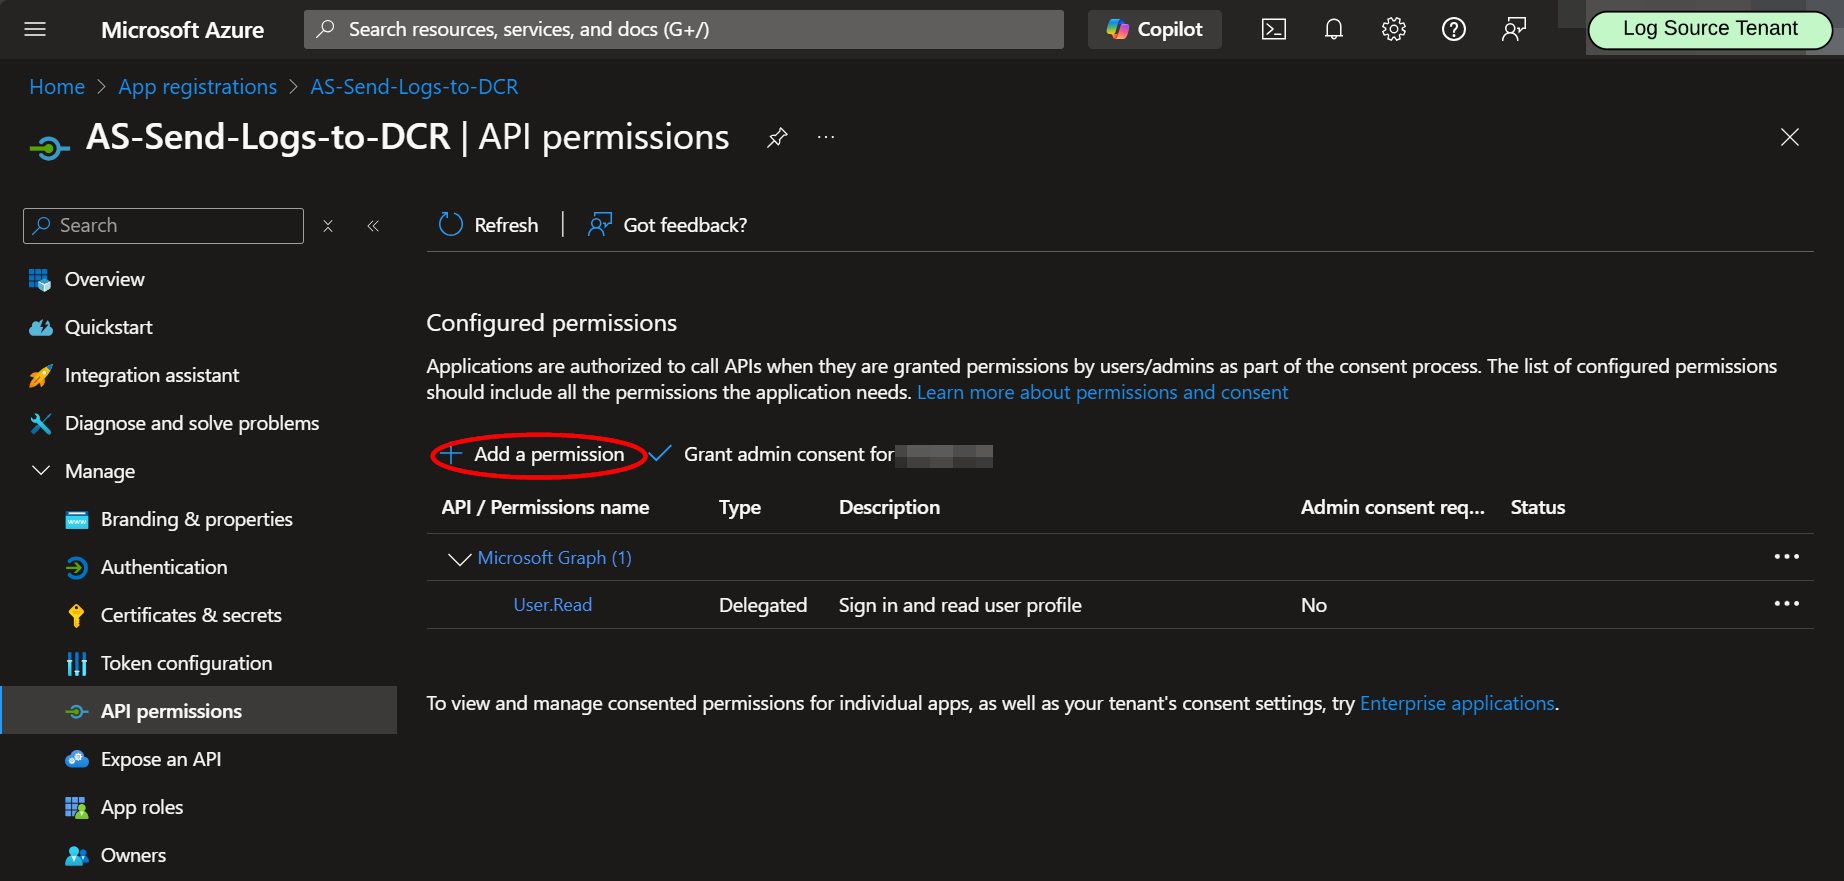 Microsoft Azure
Search resources, services, and docs (G+/)
Copilot
Log Source Tenant
Home > App registrations > AS-Send-Logs-to-DCR
AS-Send-Logs-to-DCR | API permissions
Search
Refresh
Got feedback?
Overview
Quickstart
Integration assistant
Diagnose and solve problems
Manage
Branding & properties
Authentication
Certificates & secrets
Token configuration
API permissions
Expose an API
App roles
Owners
Configured permissions
Applications are authorized to call APIs when they are granted permissions by users/admins as part of the consent process. The list of configured permissions
should include all the permissions the application needs. Learn more about permissions and consent
Add a permission
Grant admin consent for
API / Permissions name Type Description Admin consent req... Status
Microsoft Graph (1)
User.Read Delegated Sign in and read user profile No
To view and manage consented permissions for individual apps, as well as your tenant's consent settings, try Enterprise applications.